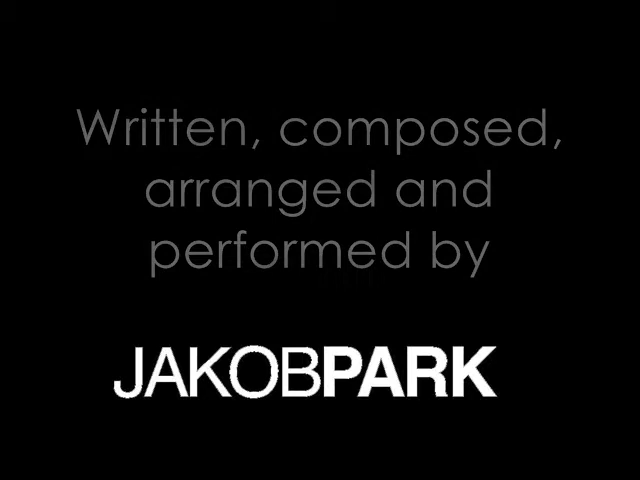 Written, composed,
arranged and
performed by
JAKOBPARK